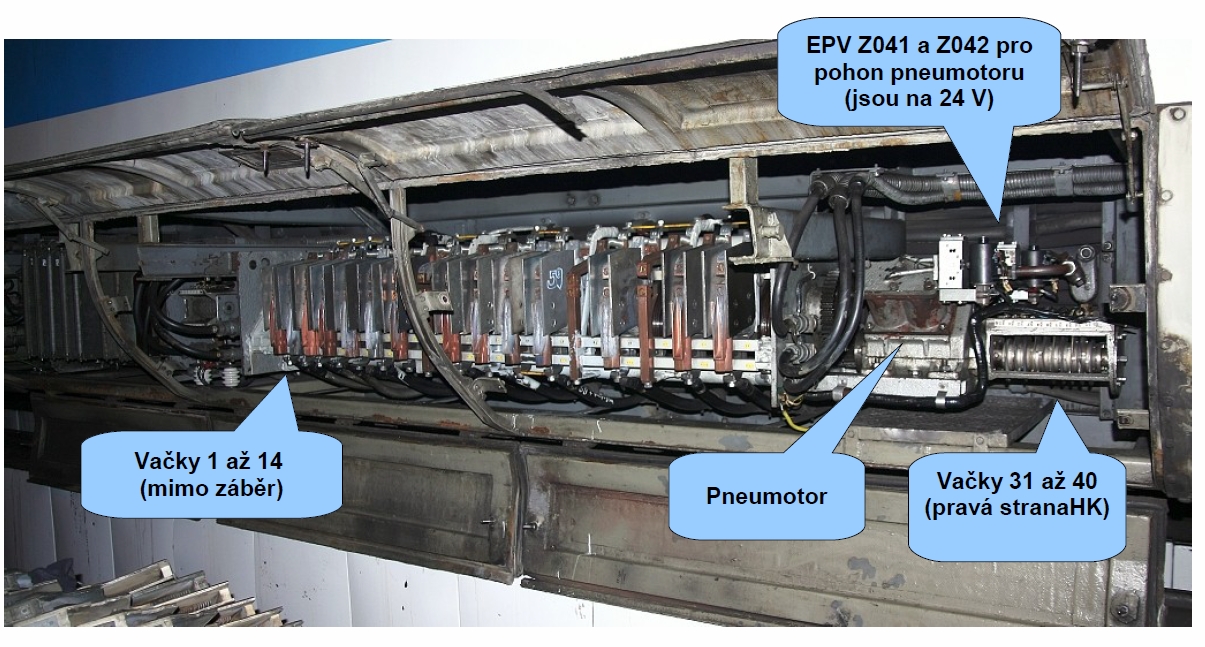 EPV Z041 a Z042 pro
pohon pneumotoru
(jsou na 24 V)
52
Vačky 1 až 14
(mimo záběr)
Pneumotor
Vačky 31 až 40
(pravá stranaHK)